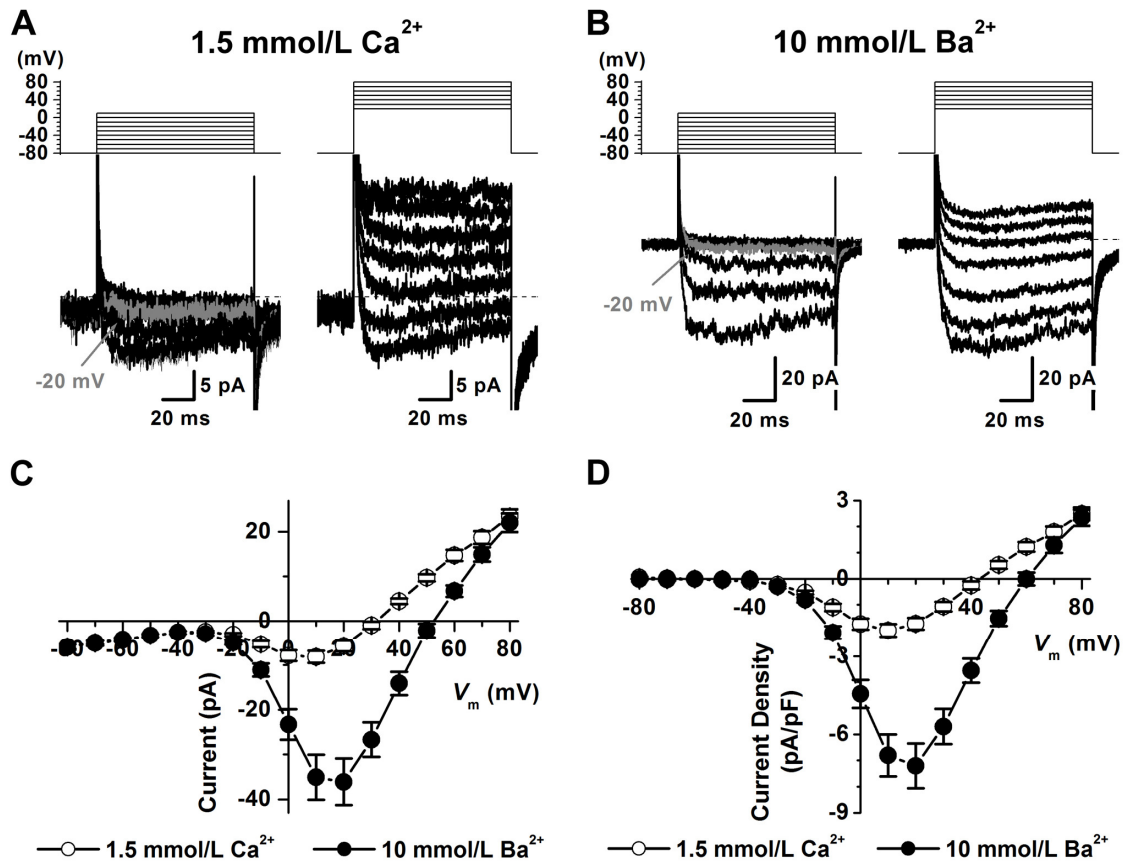 A
1.5 mmol/L Ca2+
(mV)
80
40
0
-40
-80
-20 mV
5 pA
20 ms
5 pA
20 ms
B
10 mmol/L Ba2+
(mV)
80
40
0
-40
-80
-20 mV
20 pA
20 ms
20 pA
20 ms
C
20
0
-80 -60 -40 -20 0 20 40 60 80
-20
-40
Vm (mV)
Current (pA)
1.5 mmol/L Ca2+ 10 mmol/L Ba2+
D
3
0
-80 -40 40 80
-3
-6
-9
Vm (mV)
Current Density
(pA/pF)
1.5 mmol/L Ca2+ 10 mmol/L Ba2+